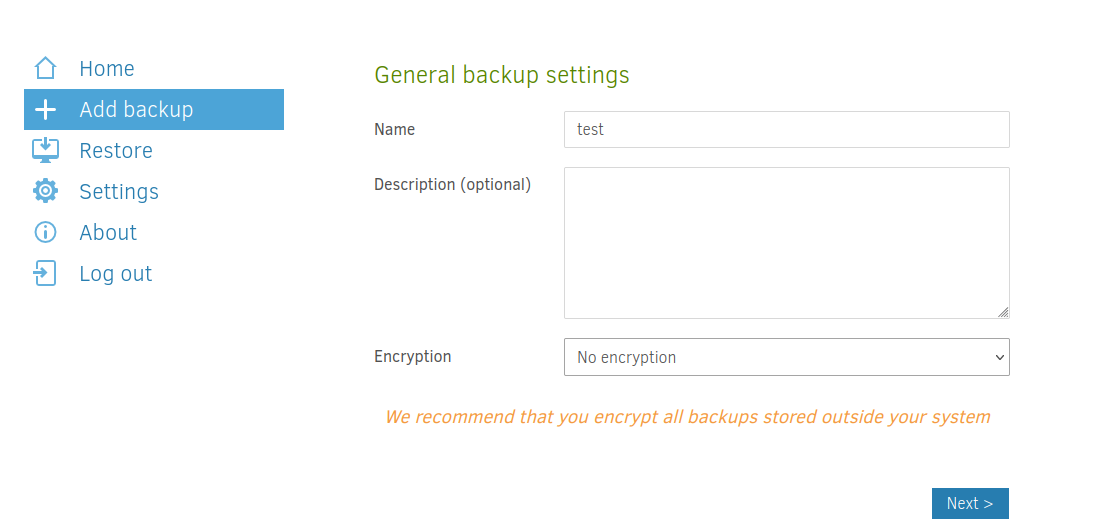 Home
Add backup
Restore
Settings
About
Log out
General backup settings
Name
test
Description (optional)
Encryption
No encryption
We recommend that you encrypt all backups stored outside your system
Next >